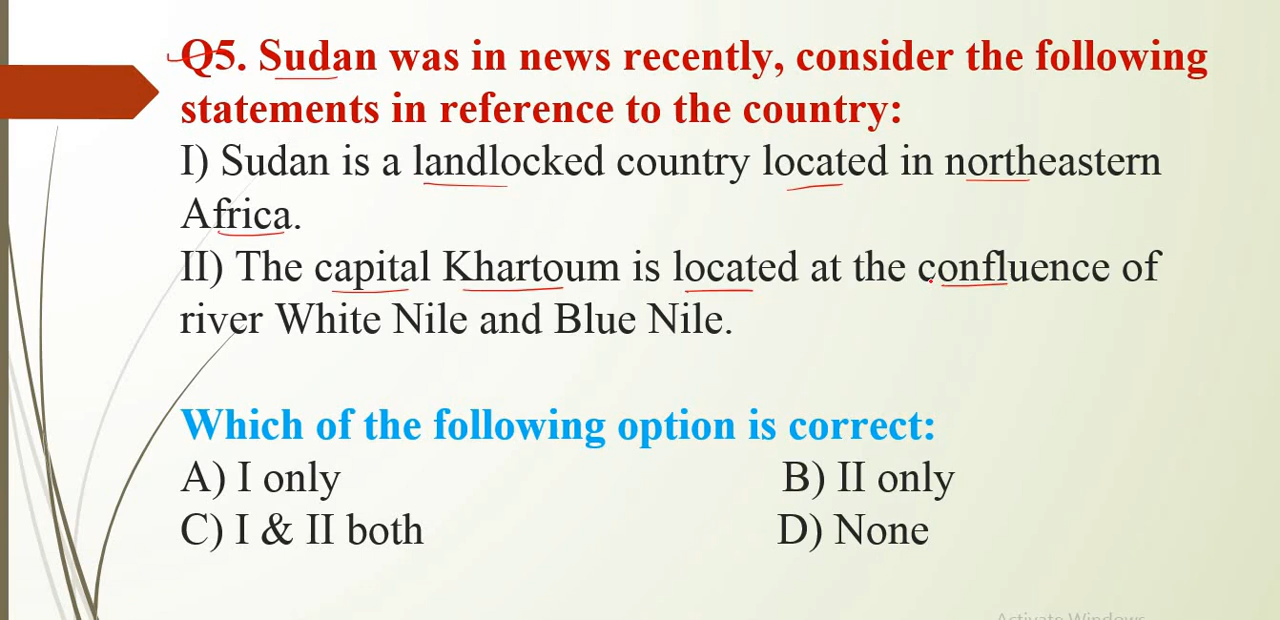 Q5. Sudan was in news recently, consider the following
statements in reference to the country:
I) Sudan is a landlocked country located in northeastern
Africa.
II) The capital Khartoum is located at the confluence of
river White Nile and Blue Nile.
Which of the following option is correct:
A) I only B) II only
C) I & II both D) None
Activate Windows